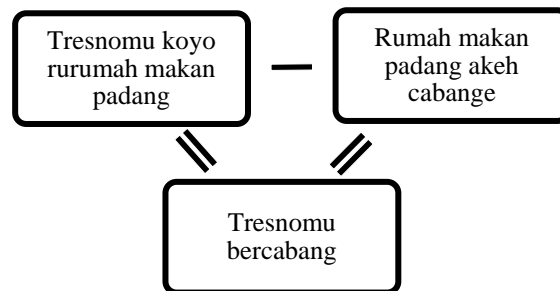 Tresnomu koyo
rurumah makan
padang
Rumah makan
padang akeh
cabange
Tresnomu
bercabang